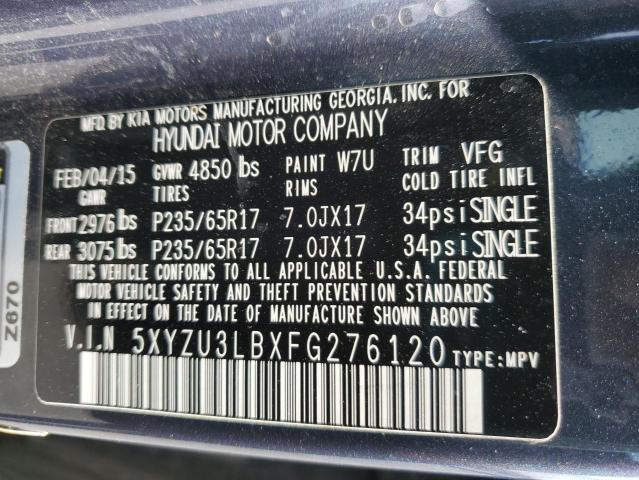 MFD. BY KIA MOTORS MANUFACTURING GEORGIA, INC. FOR
HYUNDAI MOTOR COMPANY
FEB/04/15 GVWR 4850 lbs PAINT W7U TRIM VFG
GAWR TIRES RIMS COLD TIRE INFL
FRONT 2976 lbs P235/65R17 7.0JX17 34psi SINGLE
REAR 3075 lbs P235/65R17 7.0JX17 34psi SINGLE
THIS VEHICLE CONFORMS TO ALL APPLICABLE U.S.A. FEDERAL
MOTOR VEHICLE SAFETY AND THEFT PREVENTION STANDARDS
IN EFFECT ON THE DATE OF MANUFACTURE SHOWN ABOVE
V.I.N 5XYZU3LBXFG276120 TYPE: MPV
Z670